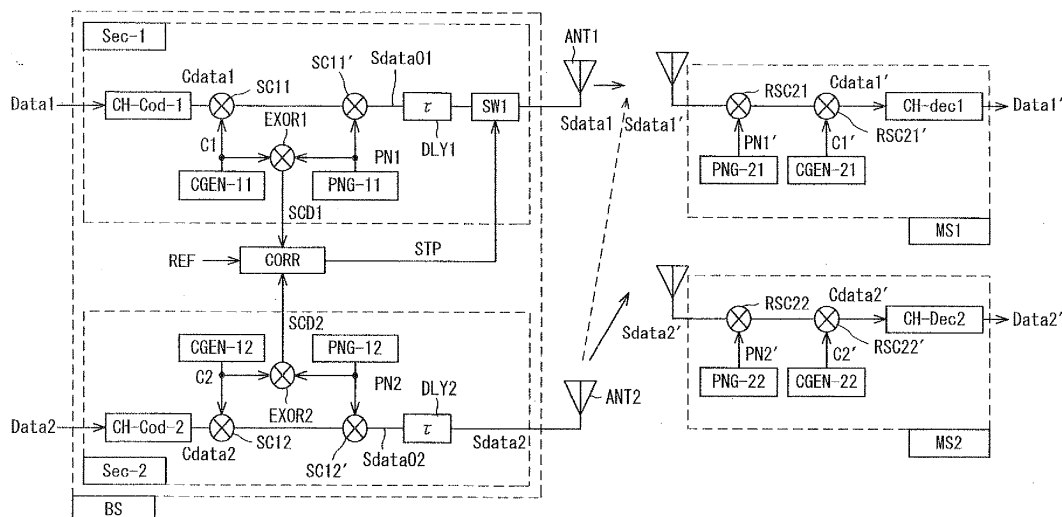 Sec-1
Data1
CH-Cod-1
Cdata1
SC11
SC11′
Sdata01
τ
DLY1
SW1
EXOR1
C1
PN1
CGEN-11
PNG-11
SCD1
REF
CORR
STP
SCD2
CGEN-12
PNG-12
C2
PN2
EXOR2
Data2
CH-Cod-2
Cdata2
SC12
SC12′
Sdata02
DLY2
τ
Sdata2
Sec-2
BS
ANT1
Sdata1
Sdata1′
ANT2
Sdata2′
RSC21
Cdata1′
CH-dec1
Data1′
RSC21′
PN1′
C1′
PNG-21
CGEN-21
MS1
RSC22
Cdata2′
CH-Dec2
Data2′
RSC22′
PN2′
C2′
PNG-22
CGEN-22
MS2